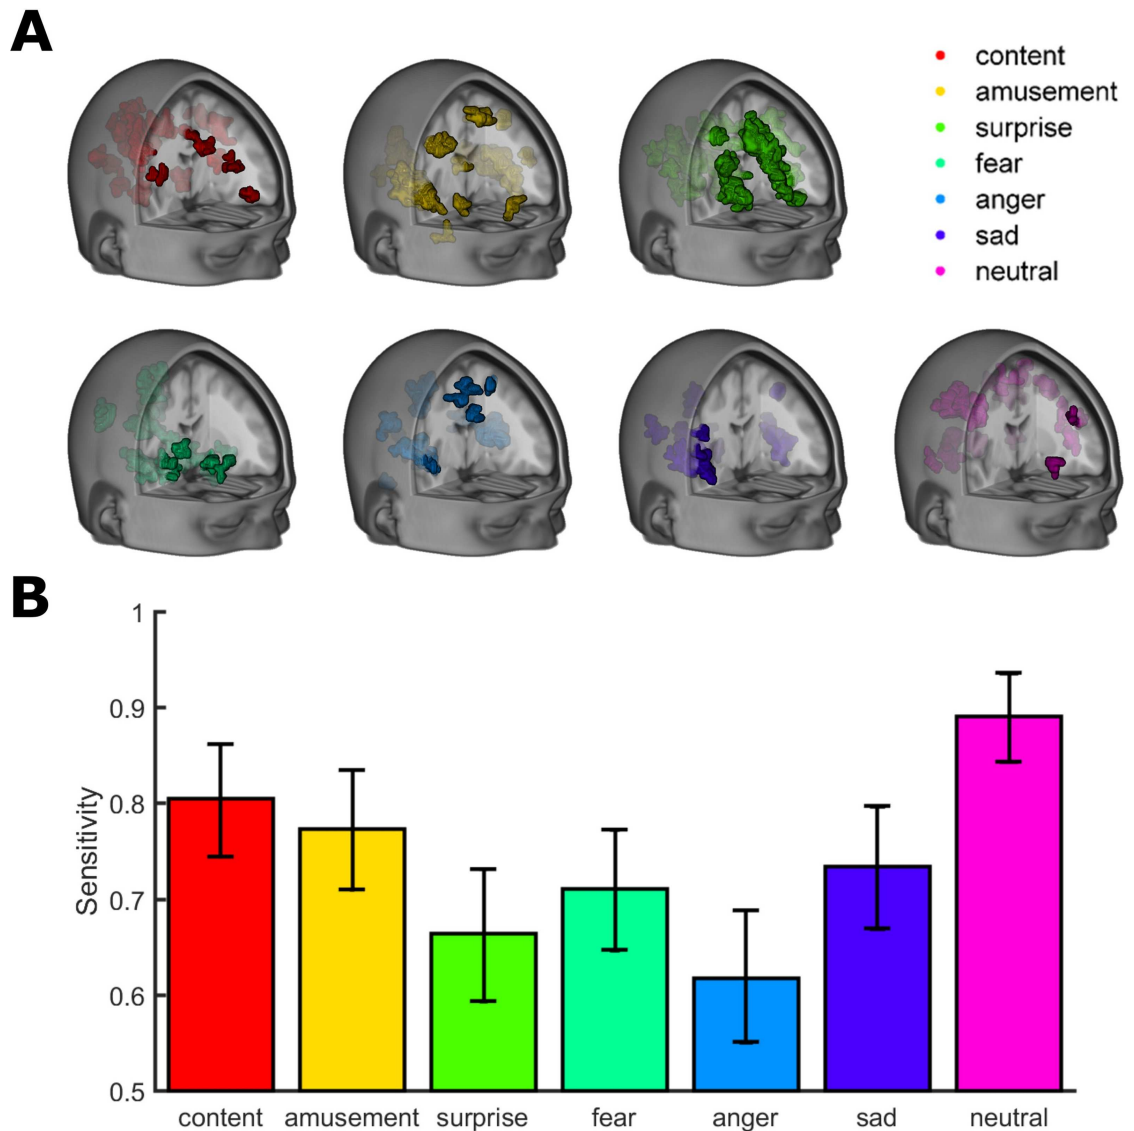 A
content
amusement
surprise
fear
anger
sad
neutral
B
1
0.9
0.8
0.7
0.6
0.5
Sensitivity
content amusement surprise fear anger sad neutral